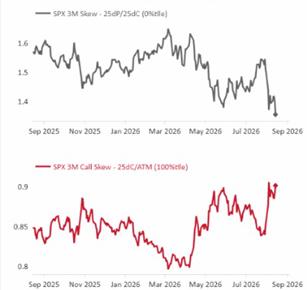 SPX 3M Skew - 25dP/25dC (0%tlle)
1.6
1.5
1.4
Sep 2025 Nov 2025 Jan 2026 Mar 2026 May 2026 Jul 2026 Sep 2026
SPX 3M Call Skew - 25dC/ATM (100%tlle)
0.9
0.85
0.8
Sep 2025 Nov 2025 Jan 2026 Mar 2026 May 2026 Jul 2026 Sep 2026